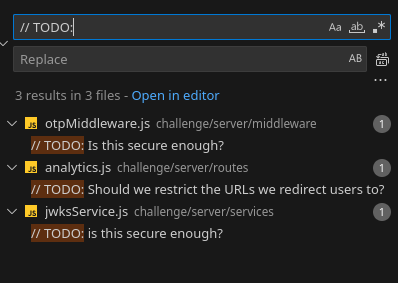 // TODO:
Aa ab .*
Replace
AB
...
3 results in 3 files - Open in editor
JS otpMiddleware.js challenge/server/middleware 1
// TODO: Is this secure enough?
JS analytics.js challenge/server/routes 1
// TODO: Should we restrict the URLs we redirect users to?
JS jwksService.js challenge/server/services 1
// TODO: is this secure enough?